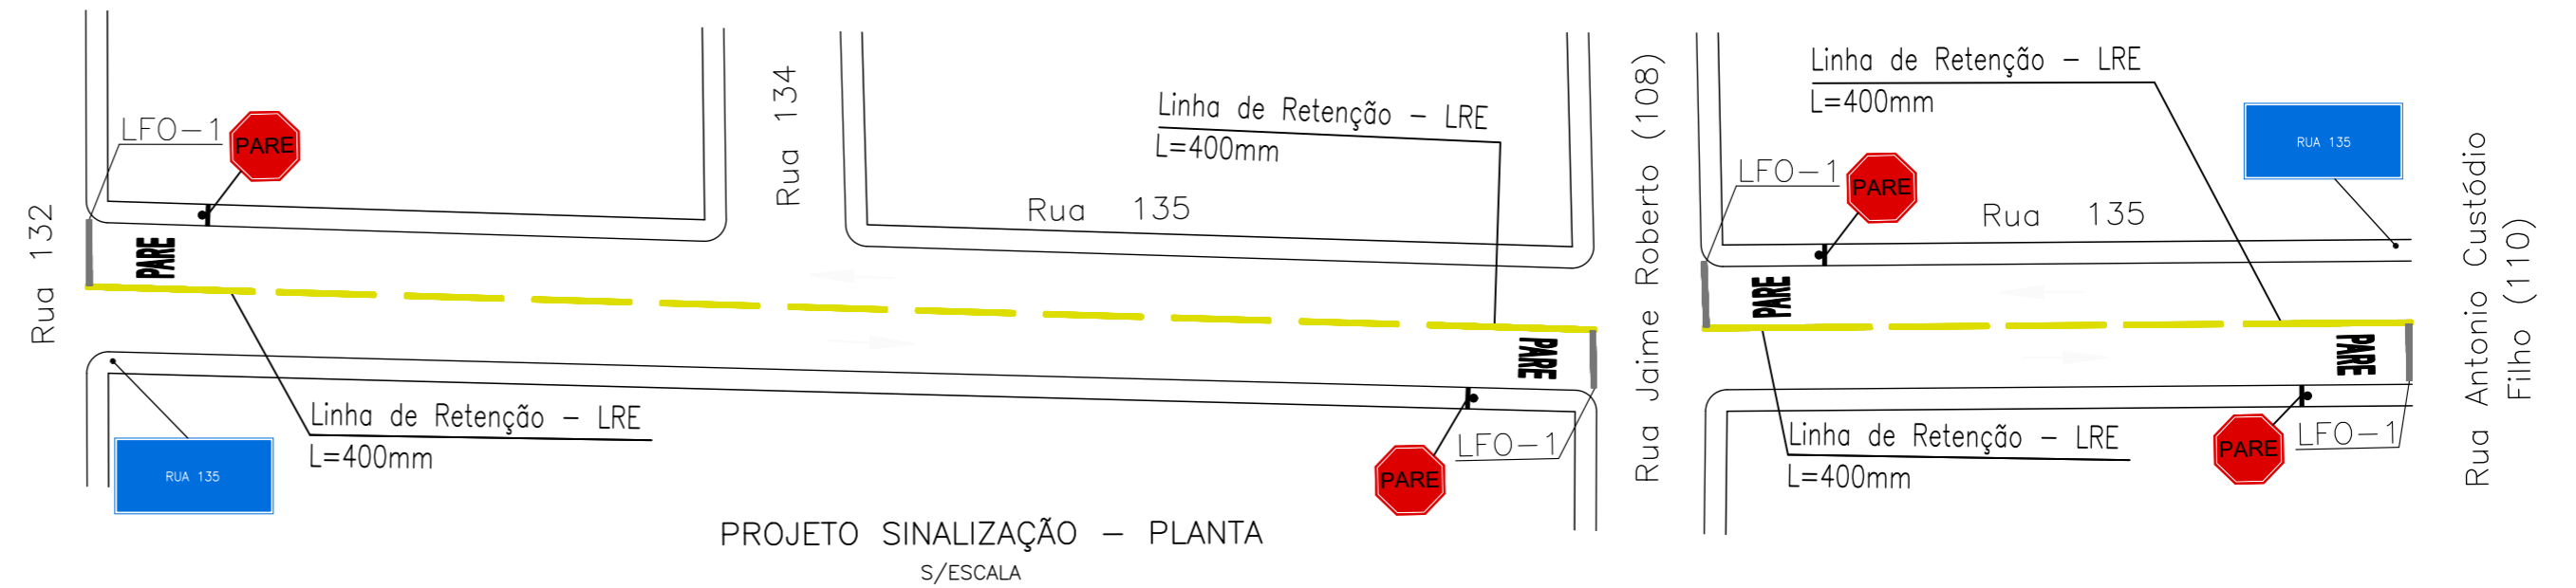 Rua 132
LFO-1
PARE
PARE
Rua 134
Linha de Retenção - LRE
L=400mm
Rua 135
PARE
Linha de Retenção - LRE
L=400mm
RUA 135
PARE
LFO-1
Rua Jaime Roberto (108)
LFO-1
PARE
PARE
Linha de Retenção - LRE
L=400mm
Rua 135
RUA 135
PARE
Linha de Retenção - LRE
L=400mm
PARE
LFO-1
Rua Antonio Custódio
Filho (110)
PROJETO SINALIZAÇÃO - PLANTA
S/ESCALA